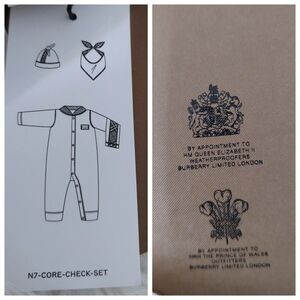 N7-CORE-CHECK-SET
BY APPOINTMENT TO
HM QUEEN ELIZABETH II
WEATHERPROOFERS
BURBERRY LIMITED LONDON
BY APPOINTMENT TO
HRH THE PRINCE OF WALES
OUTFITTERS
BURBERRY LIMITED LONDON